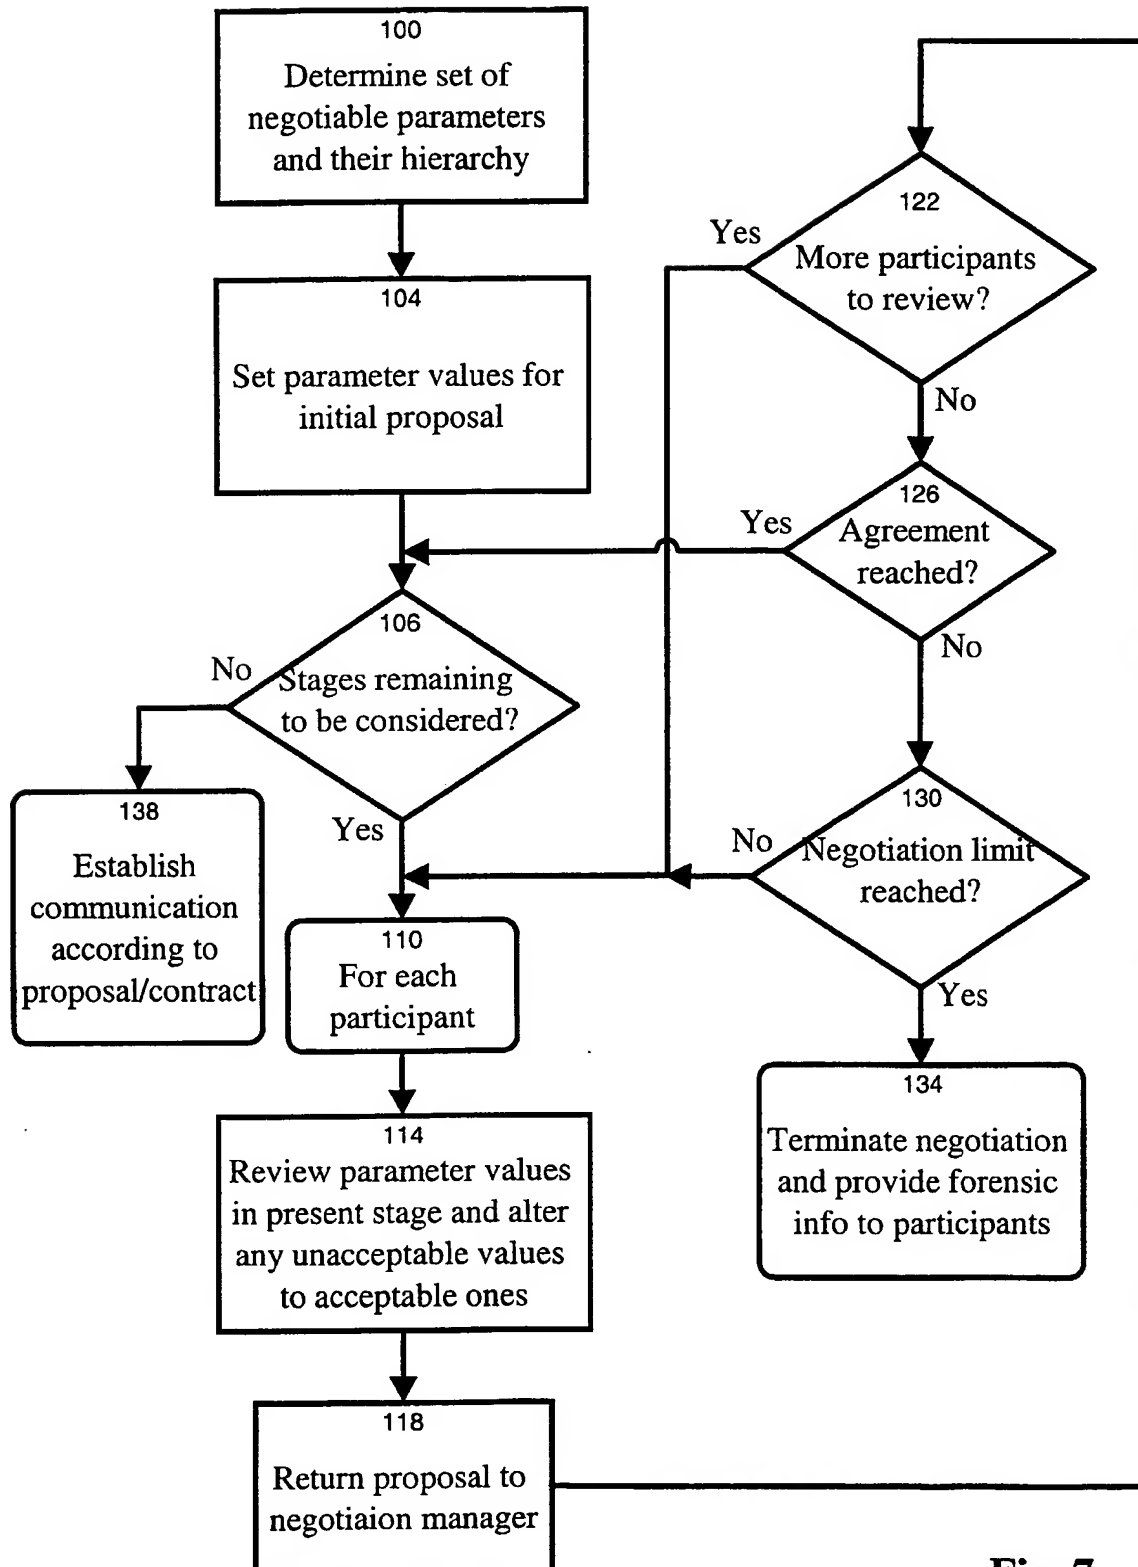 100
Determine set of
negotiable parameters
and their hierarchy
104
Set parameter values for
initial proposal
106
Stages remaining
to be considered?
No
Yes
138
Establish
communication
according to
proposal/contract
110
For each
participant
114
Review parameter values
in present stage and alter
any unacceptable values
to acceptable ones
118
Return proposal to
negotiaion manager
122
More participants
to review?
Yes
No
126
Agreement
reached?
Yes
No
130
Negotiation limit
reached?
No
Yes
134
Terminate negotiation
and provide forensic
info to participants
Fig. 7